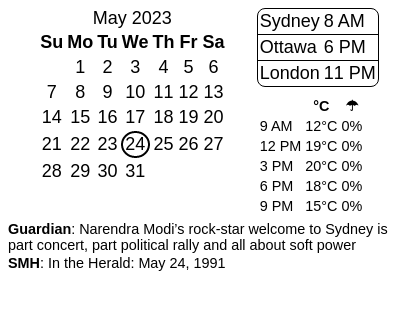 May 2023
Su Mo Tu We Th Fr Sa
1 2 3 4 5 6
7 8 9 10 11 12 13
14 15 16 17 18 19 20
21 22 23 24 25 26 27
28 29 30 31
Sydney 8 AM
Ottawa 6 PM
London 11 PM
°C ☂
9 AM 12°C 0%
12 PM 19°C 0%
3 PM 20°C 0%
6 PM 18°C 0%
9 PM 15°C 0%
Guardian: Narendra Modi’s rock-star welcome to Sydney is
part concert, part political rally and all about soft power
SMH: In the Herald: May 24, 1991